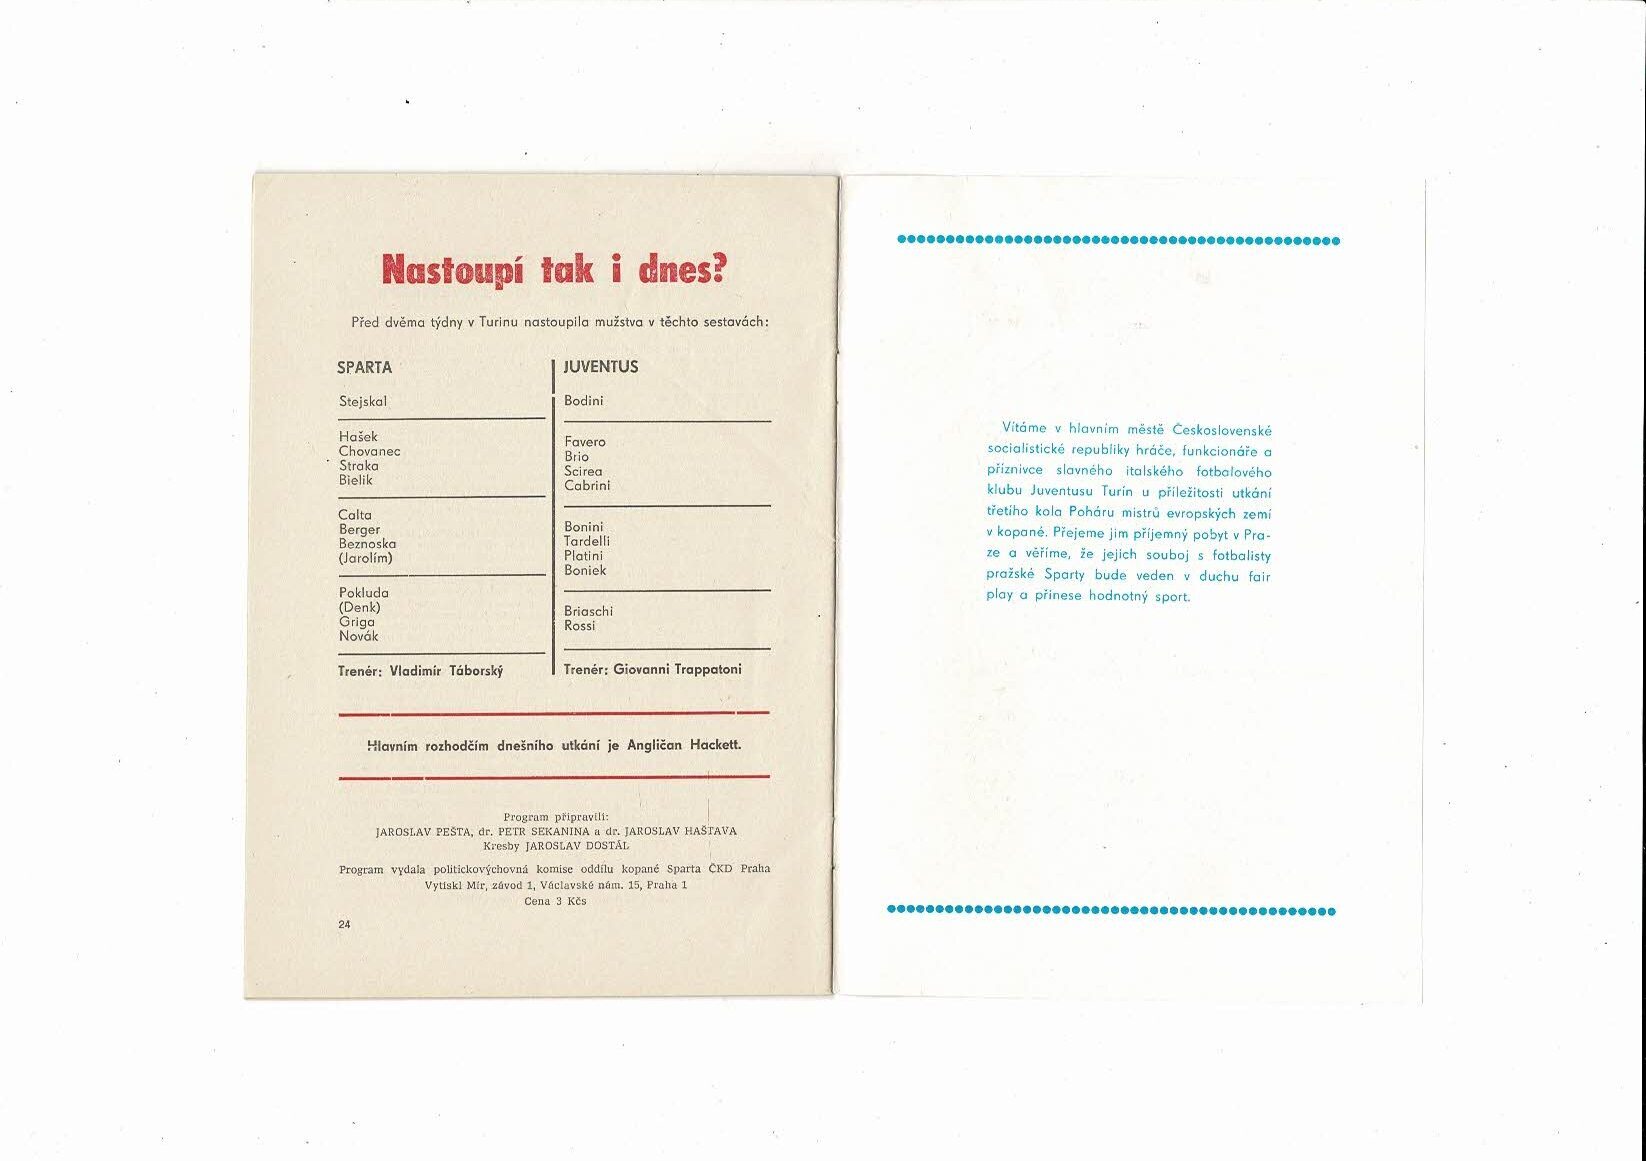 Nastoupí tak i dnes?
Před dvěma týdny v Turinu nastoupila mužstva v těchto sestavách:
SPARTA
Stejskal
Hašek
Chovanec
Straka
Bielik
Calta
Berger
Beznoska
(Jarolím)
Pokluda
(Denk)
Griga
Novák
Trenér: Vladimír Táborský
JUVENTUS
Bodini
Favero
Brio
Scirea
Cabrini
Bonini
Tardelli
Platini
Boniek
Briaschi
Rossi
Trenér: Giovanni Trappatoni
Hlavním rozhodčím dnešního utkání je Angličan Hackett.
Program připravili:
JAROSLAV PEŠTA, dr. PETR SEKANINA a dr. JAROSLAV HAŠŤAVA
Kresby JAROSLAV DOSTÁL
Program vydala politickovýchovná komise oddílu kopané Sparta ČKD Praha
Vytiskl Mír, závod 1, Václavské nám. 15, Praha 1
Cena 3 Kčs
24
Vítáme v hlavním městě Československé
socialistické republiky hráče, funkcionáře a
příznivce slavného italského fotbalového
klubu Juventusu Turín u příležitosti utkání
třetího kola Poháru mistrů evropských zemí
v kopané. Přejeme jim příjemný pobyt v Pra-
ze a věříme, že jejich souboj s fotbalisty
pražské Sparty bude veden v duchu fair
play a přinese hodnotný sport.